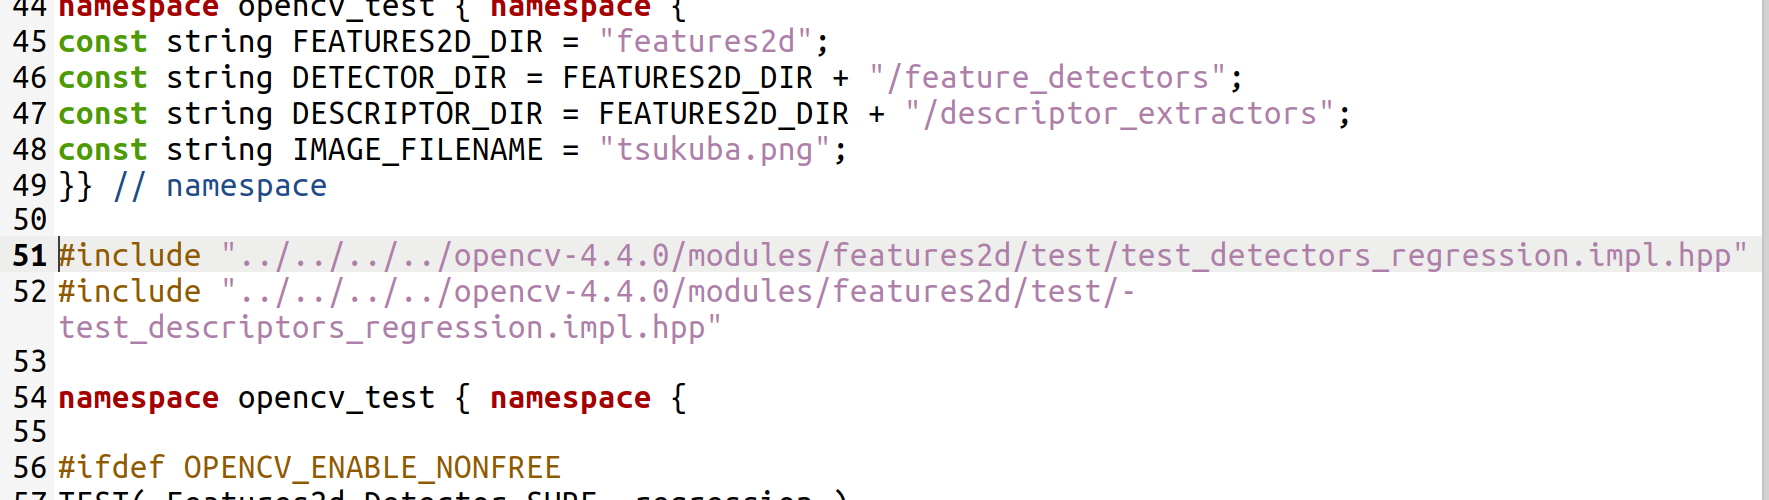 44 namespace opencv_test { namespace {
45 const string FEATURES2D_DIR = "features2d";
46 const string DETECTOR_DIR = FEATURES2D_DIR + "/feature_detectors";
47 const string DESCRIPTOR_DIR = FEATURES2D_DIR + "/descriptor_extractors";
48 const string IMAGE_FILENAME = "tsukuba.png";
49 }} // namespace
50
51 #include "../../../../opencv-4.4.0/modules/features2d/test/test_detectors_regression.impl.hpp"
52 #include "../../../../opencv-4.4.0/modules/features2d/test/-
test_descriptors_regression.impl.hpp"
53
54 namespace opencv_test { namespace {
55
56 #ifdef OPENCV_ENABLE_NONFREE
57 TEST( Features2d_Detector_SURF, regression )